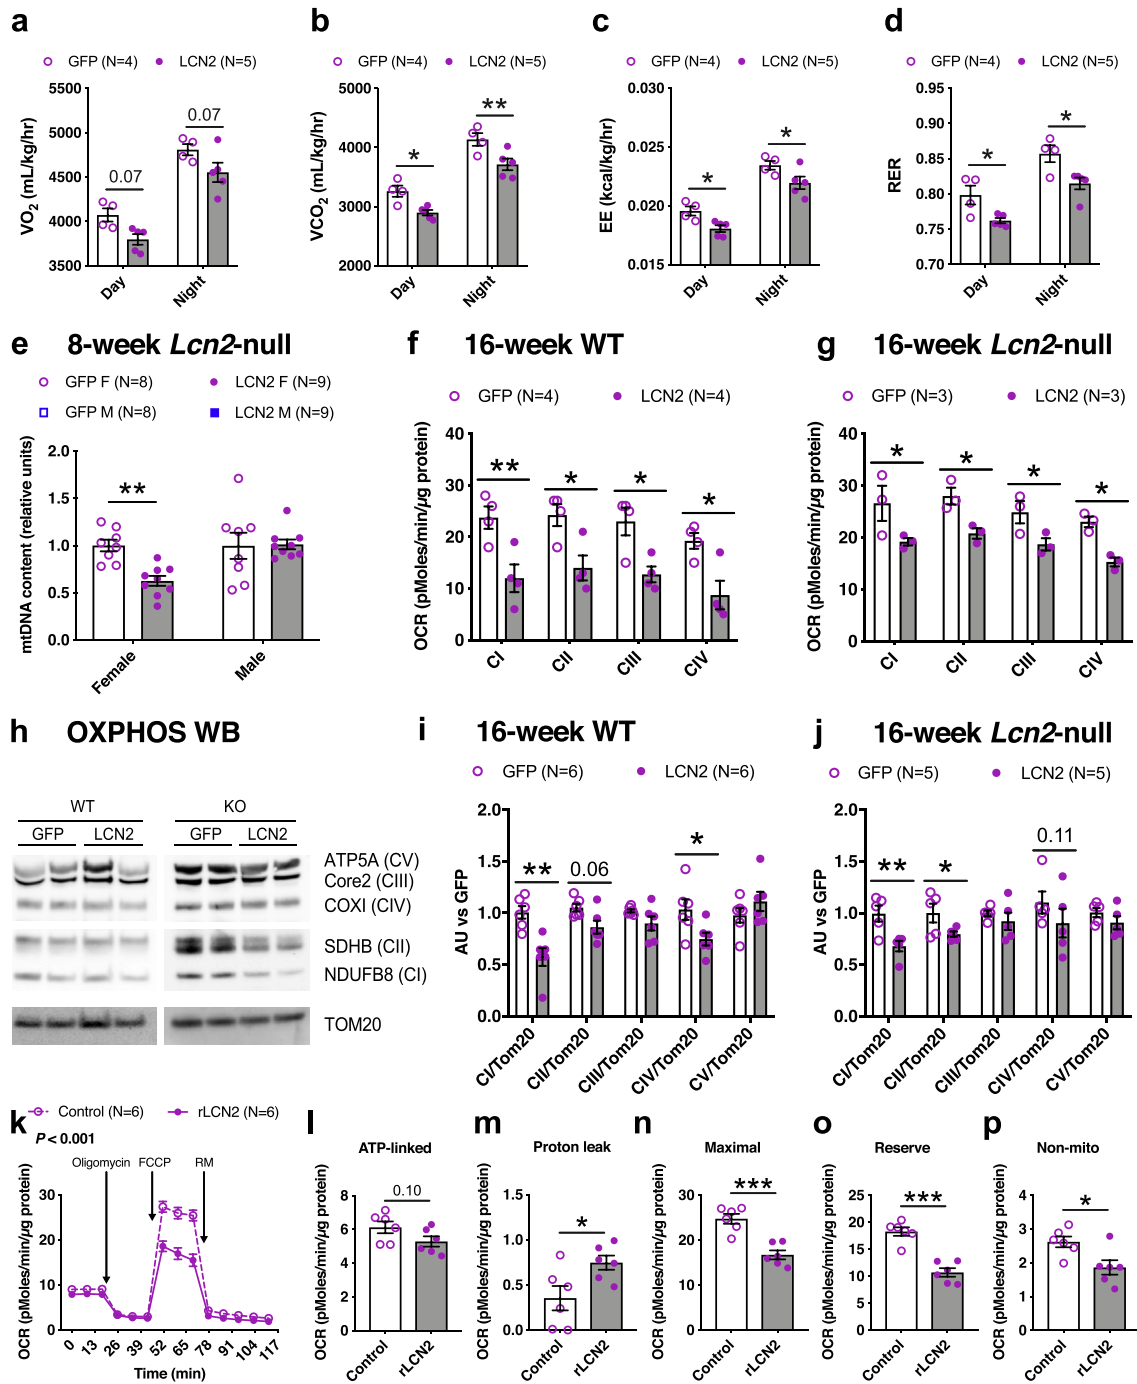 a
GFP (N=4) LCN2 (N=5)
VO2 (mL/kg/hr)
5500
5000
4500
4000
3500
0.07
0.07
Day Night
b
GFP (N=4) LCN2 (N=5)
VCO2 (mL/kg/hr)
4000
3000
2000
*
**
Day Night
c
GFP (N=4) LCN2 (N=5)
EE (kcal/kg/hr)
0.030
0.025
0.020
0.015
*
*
Day Night
d
GFP (N=4) LCN2 (N=5)
RER
0.95
0.90
0.85
0.80
0.75
0.70
*
*
Day Night
e 8-week Lcn2-null
GFP F (N=8) LCN2 F (N=9)
GFP M (N=8) LCN2 M (N=9)
mtDNA content (relative units)
2.0
1.5
1.0
0.5
0.0
**
Female Male
f 16-week WT
GFP (N=4) LCN2 (N=4)
OCR (pMoles/min/µg protein)
40
30
20
10
0
** * * *
CI CII CIII CIV
g 16-week Lcn2-null
GFP (N=3) LCN2 (N=3)
OCR (pMoles/min/µg protein)
40
30
20
10
0
* * * *
CI CII CIII CIV
h OXPHOS WB
WT KO
GFP LCN2 GFP LCN2
ATP5A (CV)
Core2 (CIII)
COXI (CIV)
SDHB (CII)
NDUFB8 (CI)
TOM20
i 16-week WT
GFP (N=6) LCN2 (N=6)
AU vs GFP
2.0
1.5
1.0
0.5
0.0
** 0.06 *
CI/Tom20 CII/Tom20 CIII/Tom20 CIV/Tom20 CV/Tom20
j 16-week Lcn2-null
GFP (N=5) LCN2 (N=5)
AU vs GFP
2.0
1.5
1.0
0.5
0.0
** * 0.11
CI/Tom20 CII/Tom20 CIII/Tom20 CIV/Tom20 CV/Tom20
k
Control (N=6) rLCN2 (N=6)
P < 0.001
Oligomycin FCCP RM
OCR (pMoles/min/µg protein)
30
20
10
0
0 13 26 39 52 65 78 91 104 117
Time (min)
l
ATP-linked
OCR (pMoles/min/µg protein)
8
6
4
2
0
0.10
Control rLCN2
m
Proton leak
OCR (pMoles/min/µg protein)
1.5
1.0
0.5
0.0
*
Control rLCN2
n
Maximal
OCR (pMoles/min/µg protein)
30
20
10
0
***
Control rLCN2
o
Reserve
OCR (pMoles/min/µg protein)
25
20
15
10
5
0
***
Control rLCN2
p
Non-mito
OCR (pMoles/min/µg protein)
4
3
2
1
0
*
Control rLCN2